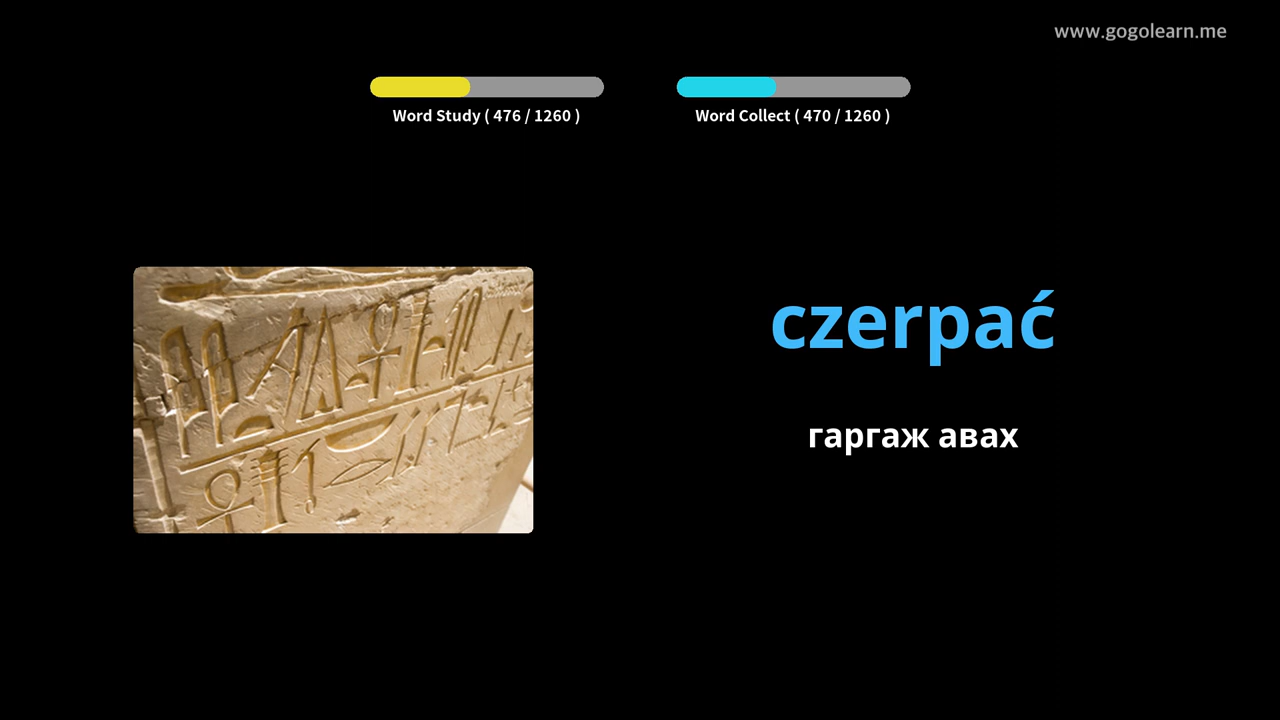 www.gogolearn.me
Word Study ( 476 / 1260 )
Word Collect ( 470 / 1260 )
czerpać
гаргаж авах